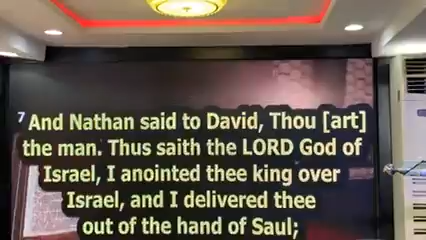 7 And Nathan said to David, Thou [art]
the man. Thus saith the LORD God of
Israel, I anointed thee king over
Israel, and I delivered thee
out of the hand of Saul;